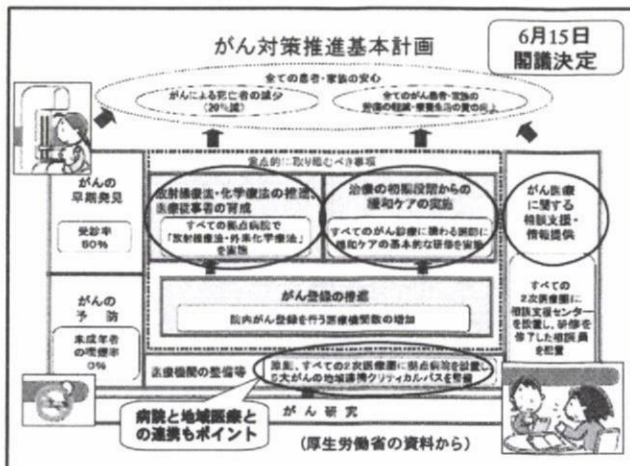 がん対策推進基本計画
6月15日
閣議決定
全ての患者・家族の安心
がんによる死亡者の減少
(20%減)
全てのがん患者・家族の
苦痛の軽減・療養生活の質の向上
重点的に取り組むべき事項
がんの
早期発見
受診率
50%
放射線療法・化学療法の推進、
医療従事者の育成
すべての拠点病院で
「放射線療法・外来化学療法」
を実施
治療の初期段階からの
緩和ケアの実施
すべてのがん診療に携わる医師に
緩和ケアの基本的な研修を実施
がん医療
に関する
相談支援・
情報提供
すべての
2次医療圏に
相談支援センター
を設置し、研修を
修了した相談員
を配置
がん登録の推進
院内がん登録を行う医療機関数の増加
がんの
予 防
未成年者
の喫煙率
0%
医療機関の整備等
原則、すべての2次医療圏に拠点病院を設置し、
5大がんの地域連携クリティカルパスを整備
がん研究
病院と地域医療と
の連携もポイント
(厚生労働省の資料から)